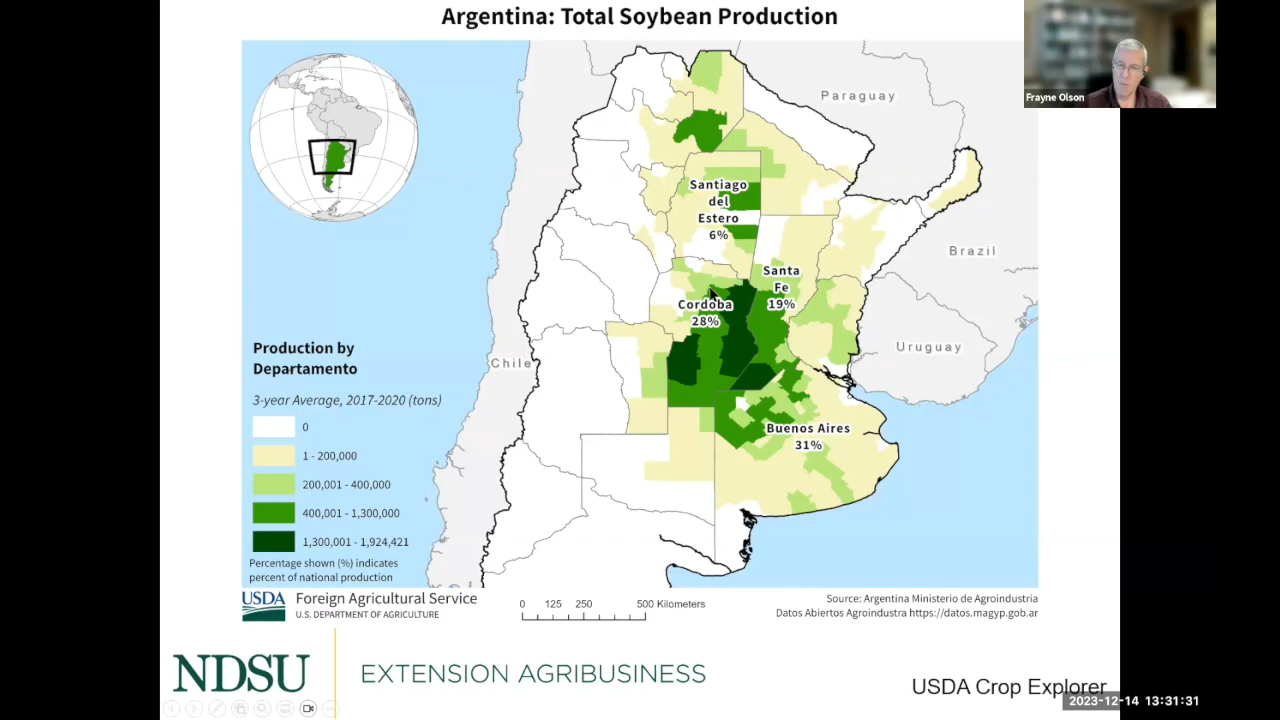 Argentina: Total Soybean Production
Frayne Olson
Paraguay
Santiago
del
Estero
6%
Brazil
Santa
Fe
19%
Cordoba
28%
Uruguay
Chile
Buenos Aires
31%
Production by
Departamento
3-year Average, 2017-2020 (tons)
0
1 - 200,000
200,001 - 400,000
400,001 - 1,300,000
1,300,001 - 1,924,421
Percentage shown (%) indicates
percent of national production
USDA
Foreign Agricultural Service
U.S. DEPARTMENT OF AGRICULTURE
0 125 250 500 Kilometers
Source: Argentina Ministerio de Agroindustria
Datos Abiertos Agroindustra https://datos.magyp.gob.ar
NDSU
EXTENSION AGRIBUSINESS
USDA Crop Explorer
2023-12-14 13:31:31